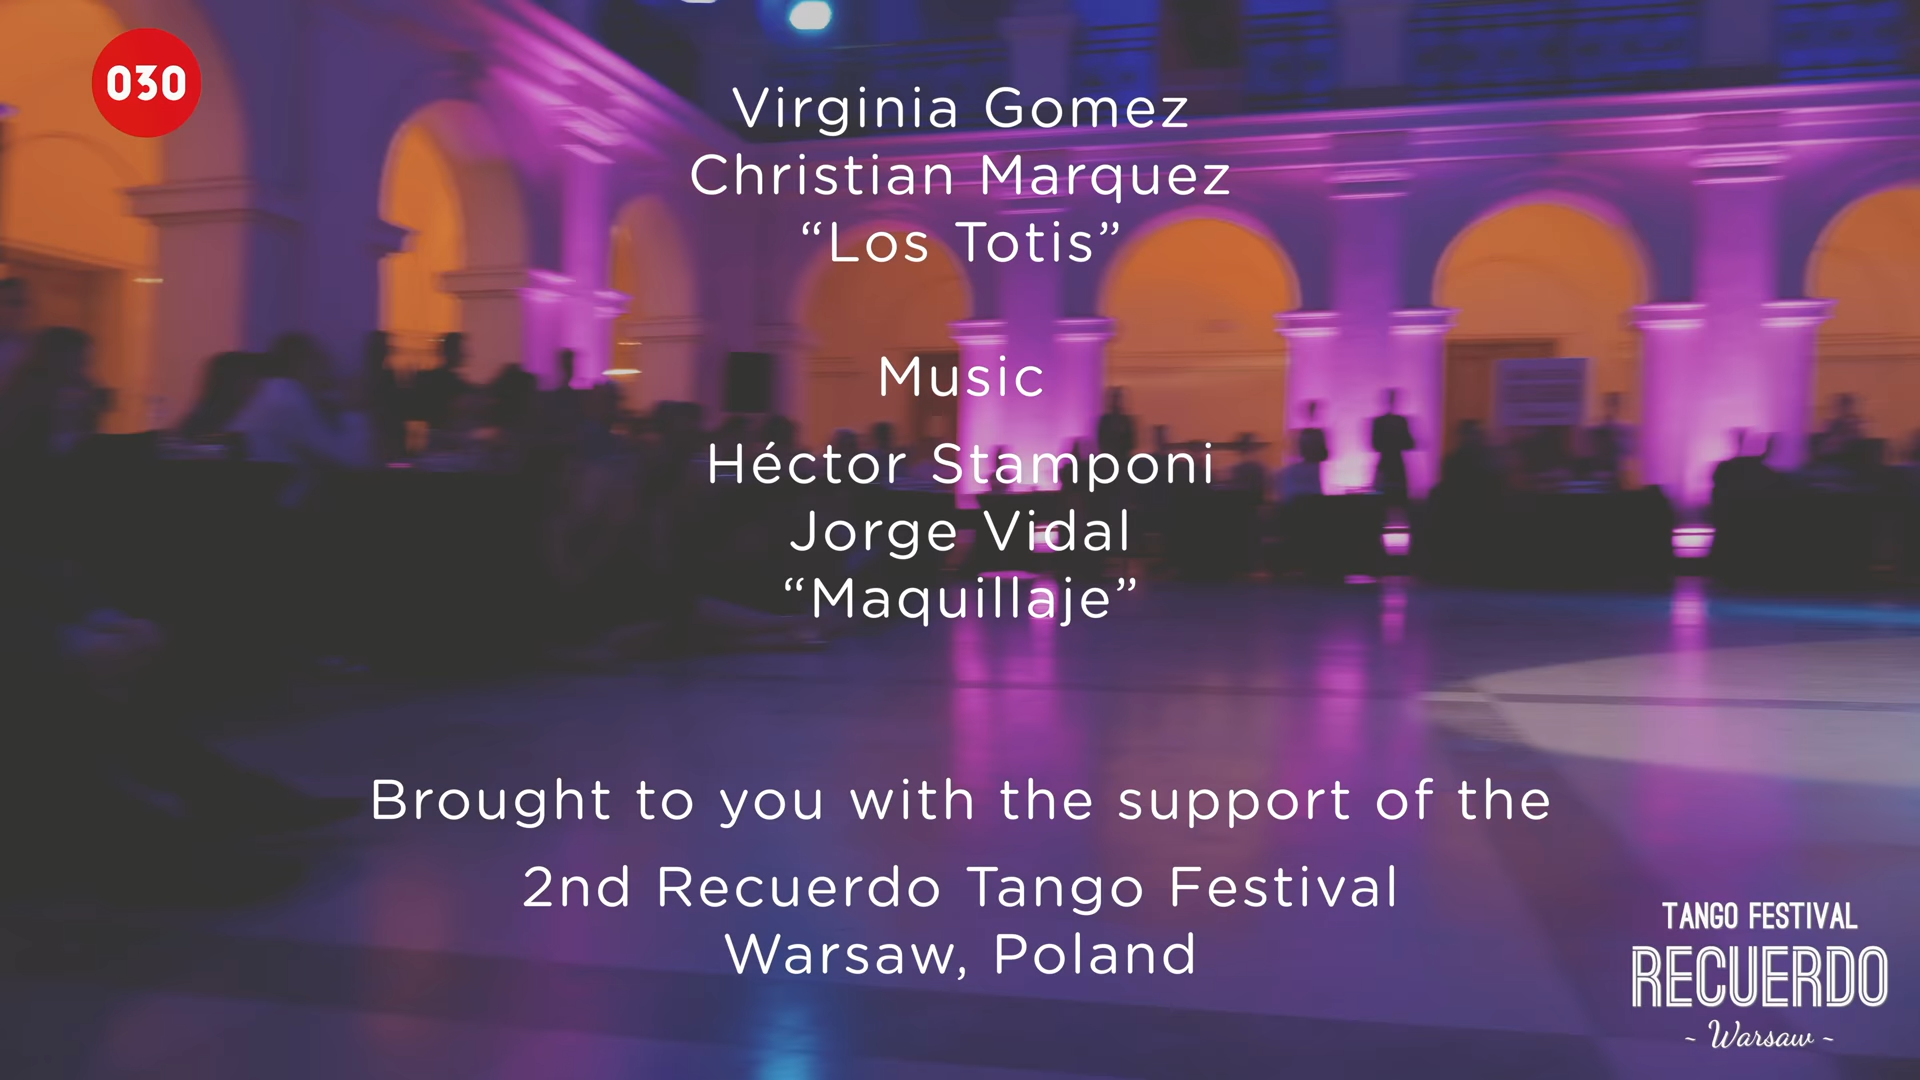 030
Virginia Gomez
Christian Marquez
“Los Totis”
Music
Héctor Stamponi
Jorge Vidal
“Maquillaje”
Brought to you with the support of the
2nd Recuerdo Tango Festival
Warsaw, Poland
TANGO FESTIVAL
RECUERDO
~ Warsaw ~